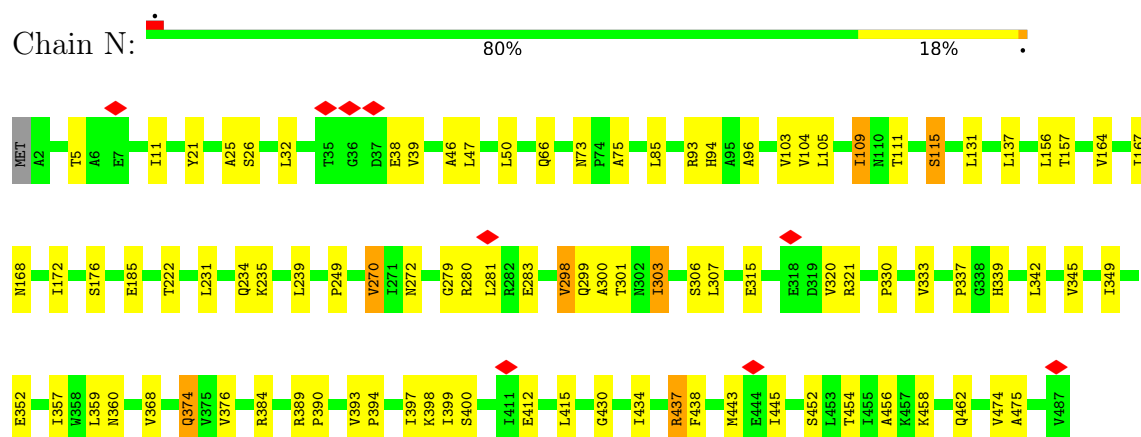 Chain N:
80% 18%
MET A2 T5 A6 E7 I11 Y21 A25 S26 L32 T35 G36 D37 E38 V39 A46 L47 L50 Q66 N73 P74 A75 L85 R93 H94 A95 A96 V103 V104 L105 I109 N110 T111 S115 L131 L137 L156 T157 V164 I167
N168 I172 S176 E185 T222 L231 Q234 K235 L239 P249 V270 I271 N272 G279 R280 L281 R282 E283 V298 Q299 A300 T301 N302 I303 S306 L307 E315 E318 D319 V320 R321 P330 V333 P337 G338 H339 L342 V345 I349
E352 I357 W358 L359 N360 V368 Q374 V375 V376 R384 R389 P390 V393 P394 I397 K398 I399 S400 I411 E412 L415 G430 I434 R437 F438 M443 E444 I445 S452 L453 T454 I455 A456 K457 K458 Q462 V474 A475 V487